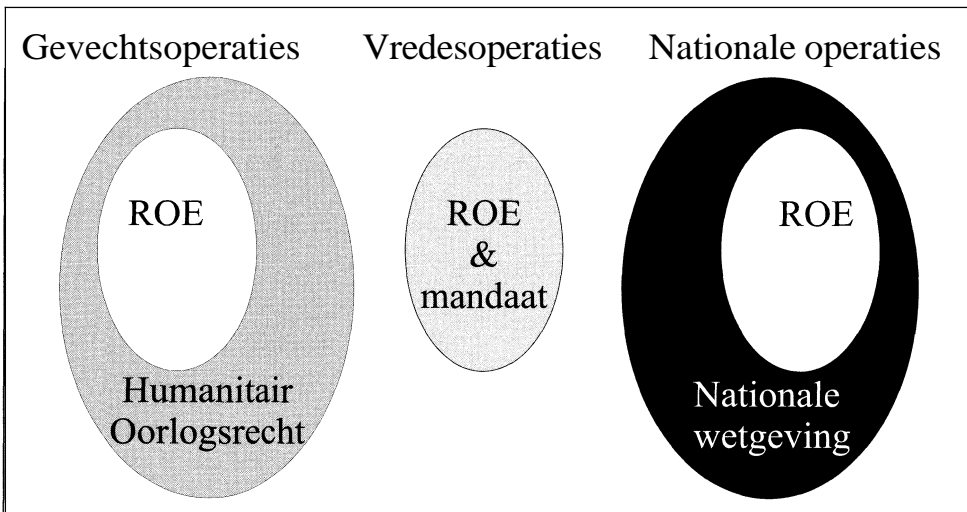 Gevechtsoperaties
Vredesoperaties
Nationale operaties
ROE
Humanitair
Oorlogsrecht
ROE
&
mandaat
ROE
Nationale
wetgeving